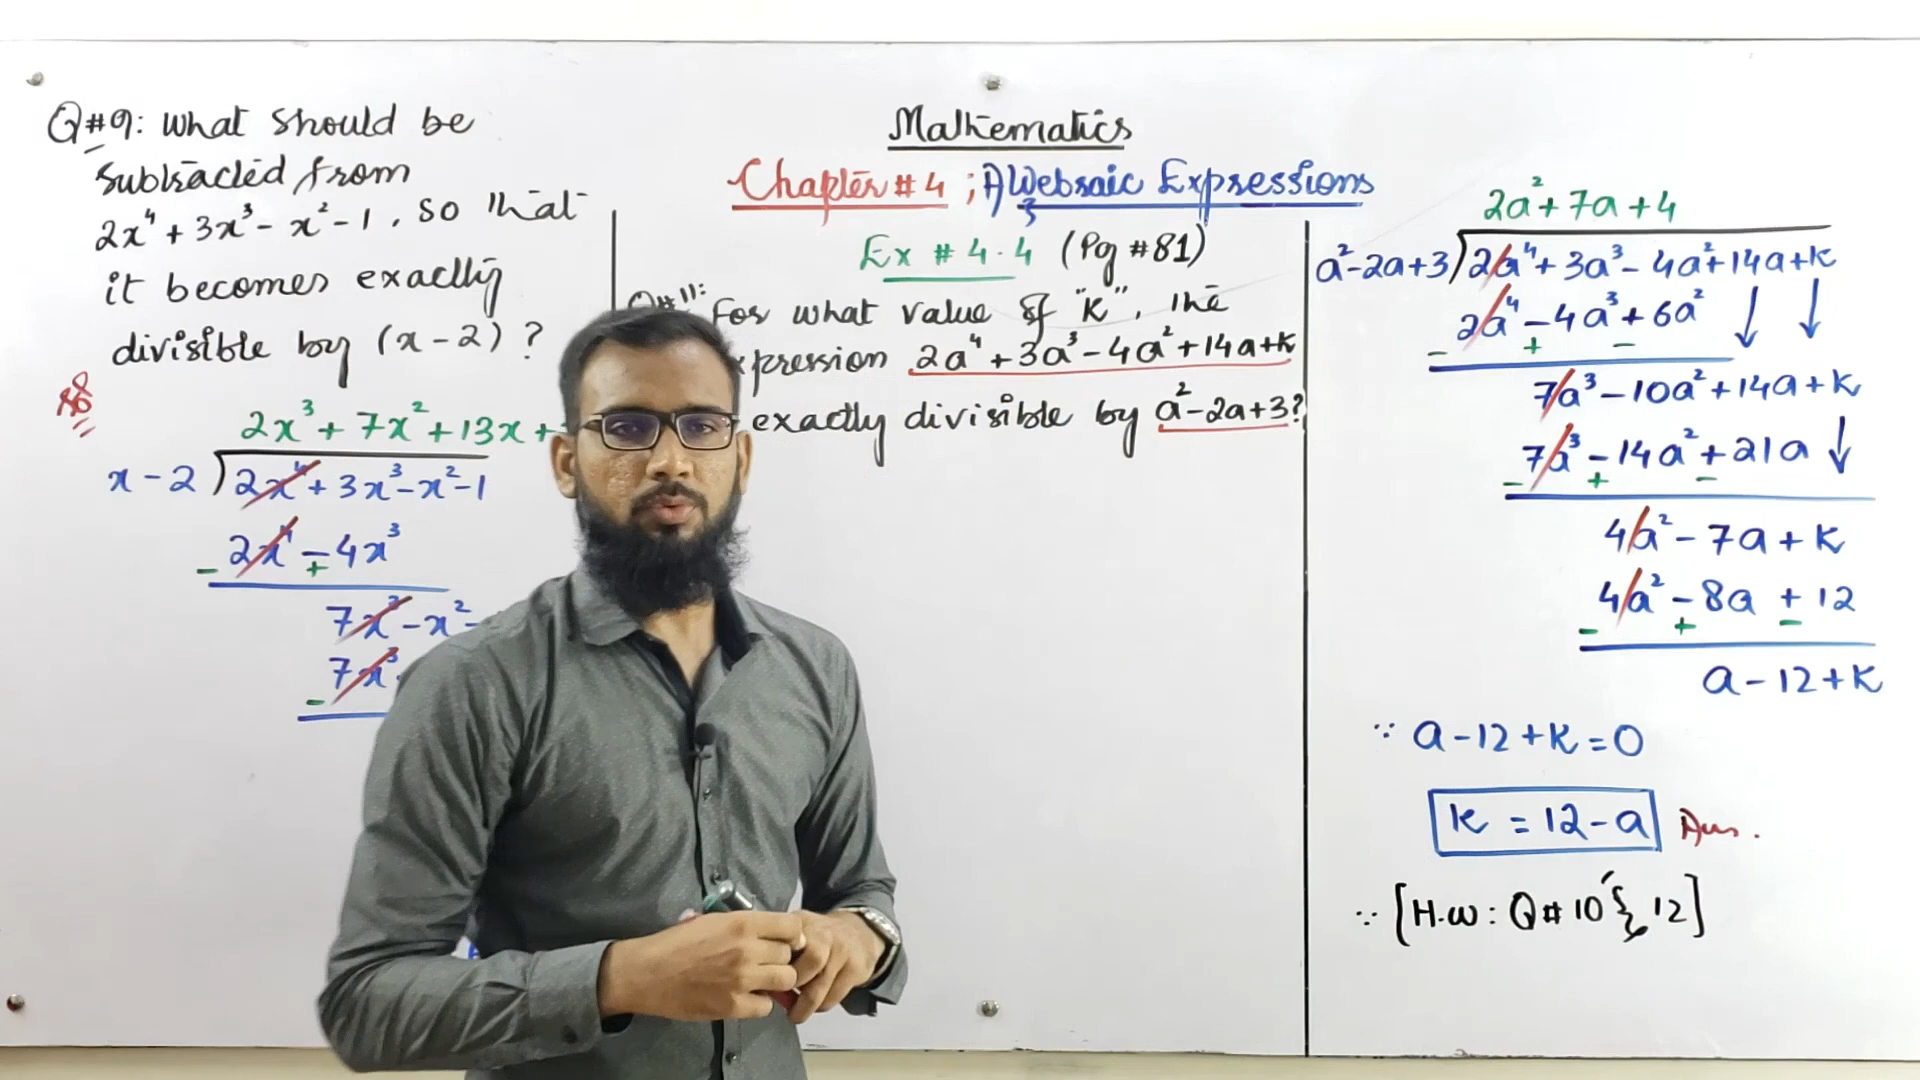 Q#9: What should be
subtracted from
2x⁴ + 3x³ - x² - 1, so that
it becomes exactly
divisible by (x - 2) ?
2x³ + 7x² + 13x +
x - 2 ) 2x⁴ + 3x³ - x² - 1
2x⁴ - 4x³
- +
7x³ - x² -
7x³
-
Mathematics
Chapter # 4 ; Algebraic Expressions
Ex # 4.4 (Pg #81)
Q#11: For what value of "K", the
expression 2a⁴ + 3a³ - 4a² + 14a + k
exactly divisible by a² - 2a + 3?
2a² + 7a + 4
a² - 2a + 3 ) 2a⁴ + 3a³ - 4a² + 14a + k
2a⁴ - 4a³ + 6a²
- + -
7a³ - 10a² + 14a + k
7a³ - 14a² + 21a
- + -
4a² - 7a + k
4a² - 8a + 12
- + -
a - 12 + k
∵ a - 12 + k = 0
k = 12 - a Ans.
∵ [H.w : Q# 10 & 12]